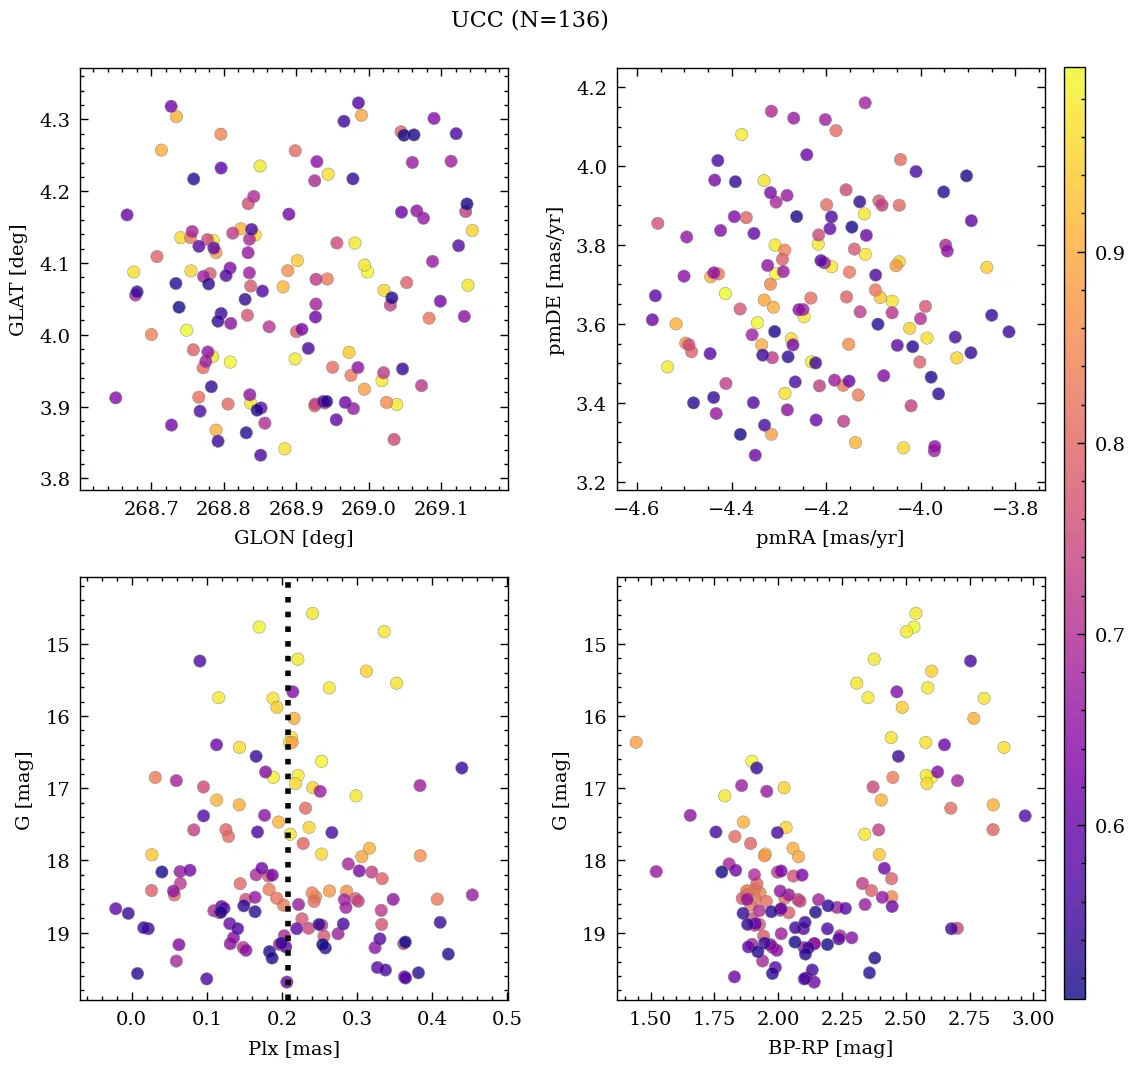 UCC (N=136)
4.3
4.2
4.1
4.0
3.9
3.8
GLAT [deg]
268.7 268.8 268.9 269.0 269.1
GLON [deg]
4.2
4.0
3.8
3.6
3.4
3.2
pmDE [mas/yr]
−4.6 −4.4 −4.2 −4.0 −3.8
pmRA [mas/yr]
0.9
0.8
0.7
0.6
15
16
17
18
19
G [mag]
0.0 0.1 0.2 0.3 0.4 0.5
Plx [mas]
15
16
17
18
19
G [mag]
1.50 1.75 2.00 2.25 2.50 2.75 3.00
BP-RP [mag]